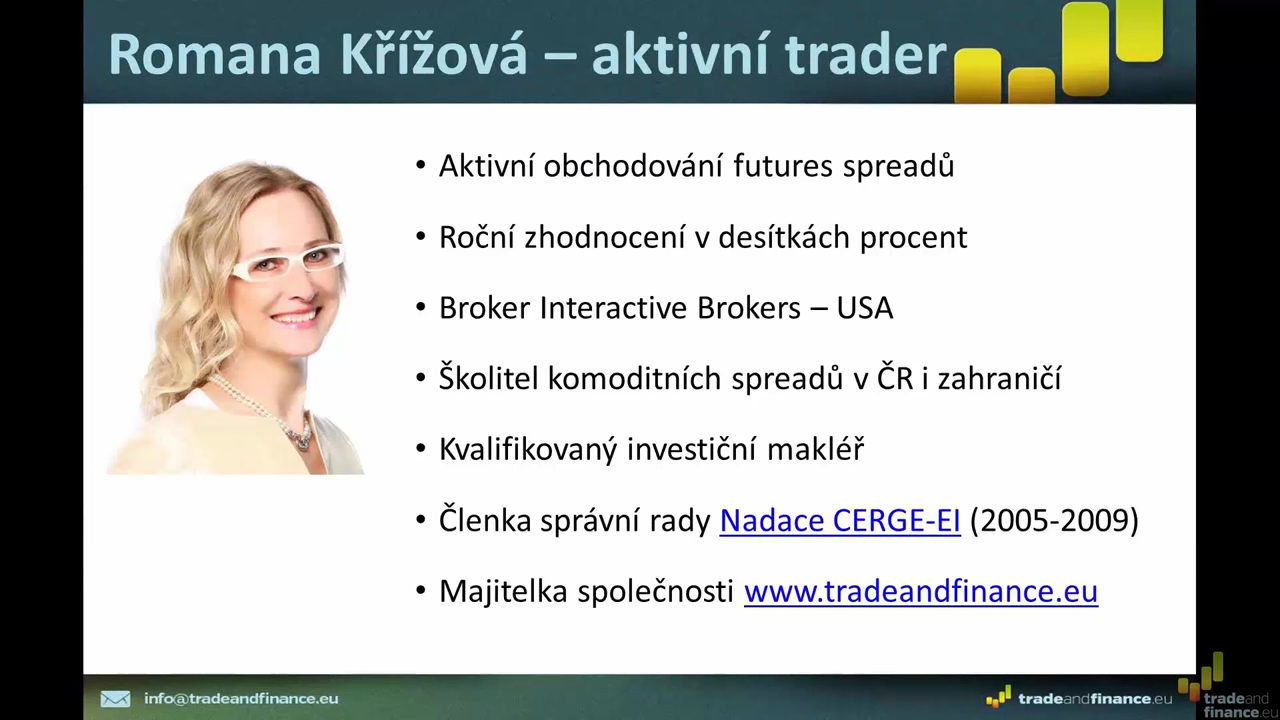 Romana Křížová – aktivní trader
• Aktivní obchodování futures spreadů
• Roční zhodnocení v desítkách procent
• Broker Interactive Brokers – USA
• Školitel komoditních spreadů v ČR i zahraničí
• Kvalifikovaný investiční makléř
• Členka správní rady Nadace CERGE-EI (2005-2009)
• Majitelka společnosti www.tradeandfinance.eu
info@tradeandfinance.eu
tradeandfinance.eu
tradeand
finance.eu